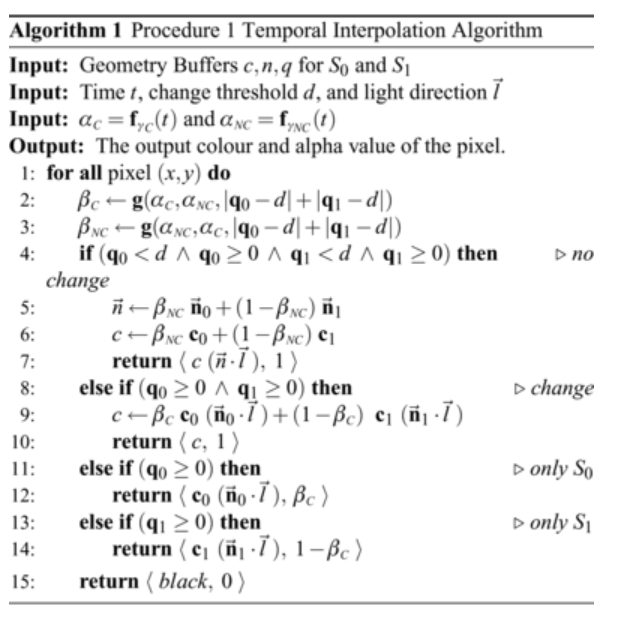 Algorithm 1 Procedure 1 Temporal Interpolation Algorithm
Input: Geometry Buffers c,n,q for S₀ and S₁
Input: Time t, change threshold d, and light direction l⃗
Input: α_C = f_γC(t) and α_NC = f_γNC(t)
Output: The output colour and alpha value of the pixel.
1: for all pixel (x,y) do
2: β_C ← g(α_C,α_NC,|q₀ − d| + |q₁ − d|)
3: β_NC ← g(α_NC,α_C,|q₀ − d| + |q₁ − d|)
4: if (q₀ < d ∧ q₀ ≥ 0 ∧ q₁ < d ∧ q₁ ≥ 0) then ▷ no
change
5: n⃗ ← β_NC n⃗₀ + (1 − β_NC) n⃗₁
6: c ← β_NC c₀ + (1 − β_NC) c₁
7: return ⟨ c (n⃗ · l⃗ ), 1 ⟩
8: else if (q₀ ≥ 0 ∧ q₁ ≥ 0) then ▷ change
9: c ← β_C c₀ (n⃗₀ · l⃗ ) + (1 − β_C) c₁ (n⃗₁ · l⃗ )
10: return ⟨ c, 1 ⟩
11: else if (q₀ ≥ 0) then ▷ only S₀
12: return ⟨ c₀ (n⃗₀ · l⃗ ), β_C ⟩
13: else if (q₁ ≥ 0) then ▷ only S₁
14: return ⟨ c₁ (n⃗₁ · l⃗ ), 1 − β_C ⟩
15: return ⟨ black, 0 ⟩